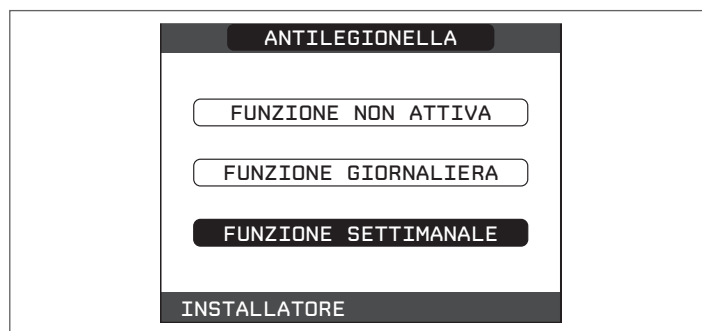 ANTILEGIONELLA
FUNZIONE NON ATTIVA
FUNZIONE GIORNALIERA
FUNZIONE SETTIMANALE
INSTALLATORE